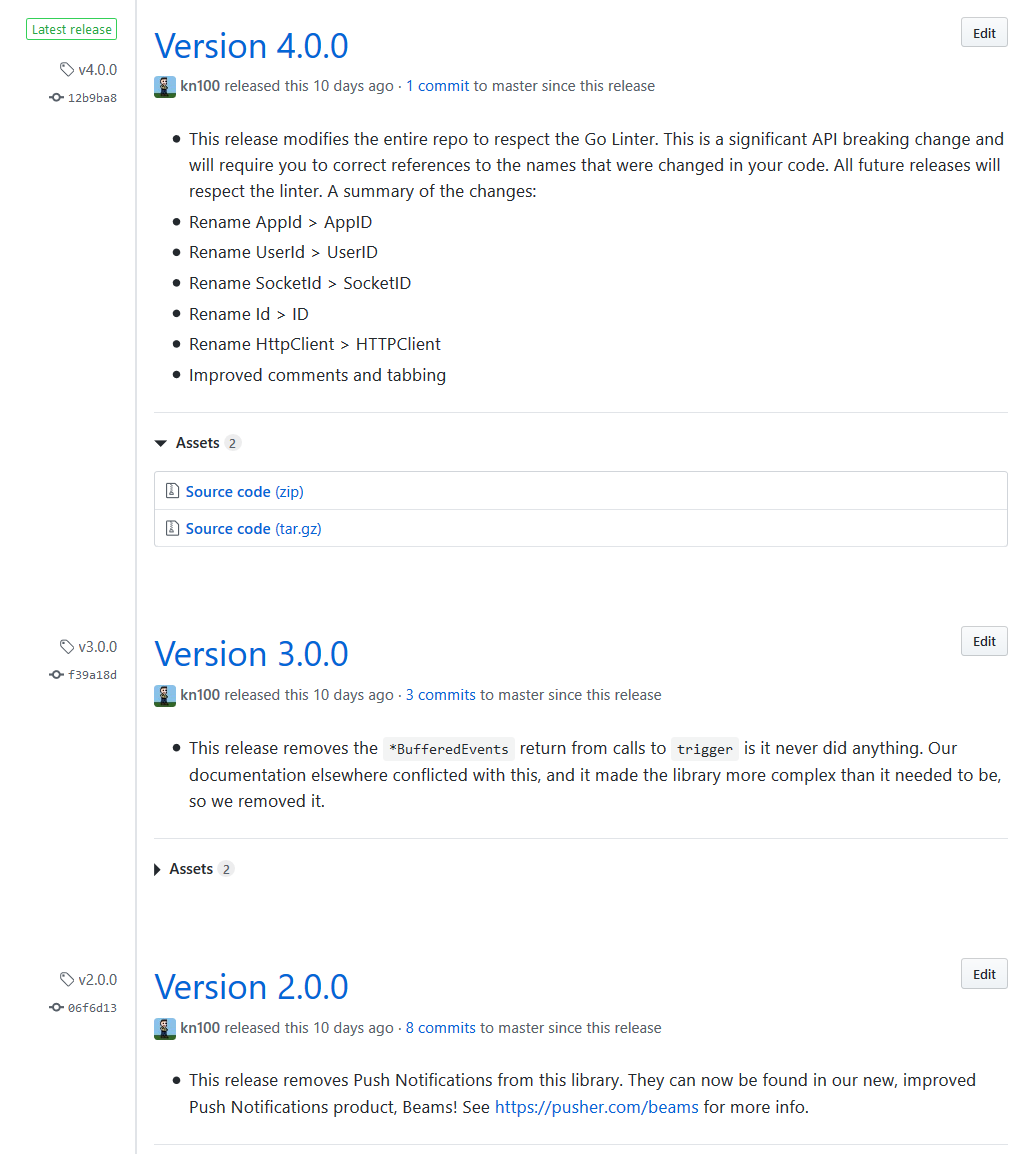 Latest release
v4.0.0
12b9ba8
Version 4.0.0
Edit
kn100 released this 10 days ago · 1 commit to master since this release
• This release modifies the entire repo to respect the Go Linter. This is a significant API breaking change and
will require you to correct references to the names that were changed in your code. All future releases will
respect the linter. A summary of the changes:
• Rename AppId > AppID
• Rename UserId > UserID
• Rename SocketId > SocketID
• Rename Id > ID
• Rename HttpClient > HTTPClient
• Improved comments and tabbing
Assets 2
Source code (zip)
Source code (tar.gz)
v3.0.0
f39a18d
Version 3.0.0
Edit
kn100 released this 10 days ago · 3 commits to master since this release
• This release removes the *BufferedEvents return from calls to trigger is it never did anything. Our
documentation elsewhere conflicted with this, and it made the library more complex than it needed to be,
so we removed it.
Assets 2
v2.0.0
06f6d13
Version 2.0.0
Edit
kn100 released this 10 days ago · 8 commits to master since this release
• This release removes Push Notifications from this library. They can now be found in our new, improved
Push Notifications product, Beams! See https://pusher.com/beams for more info.